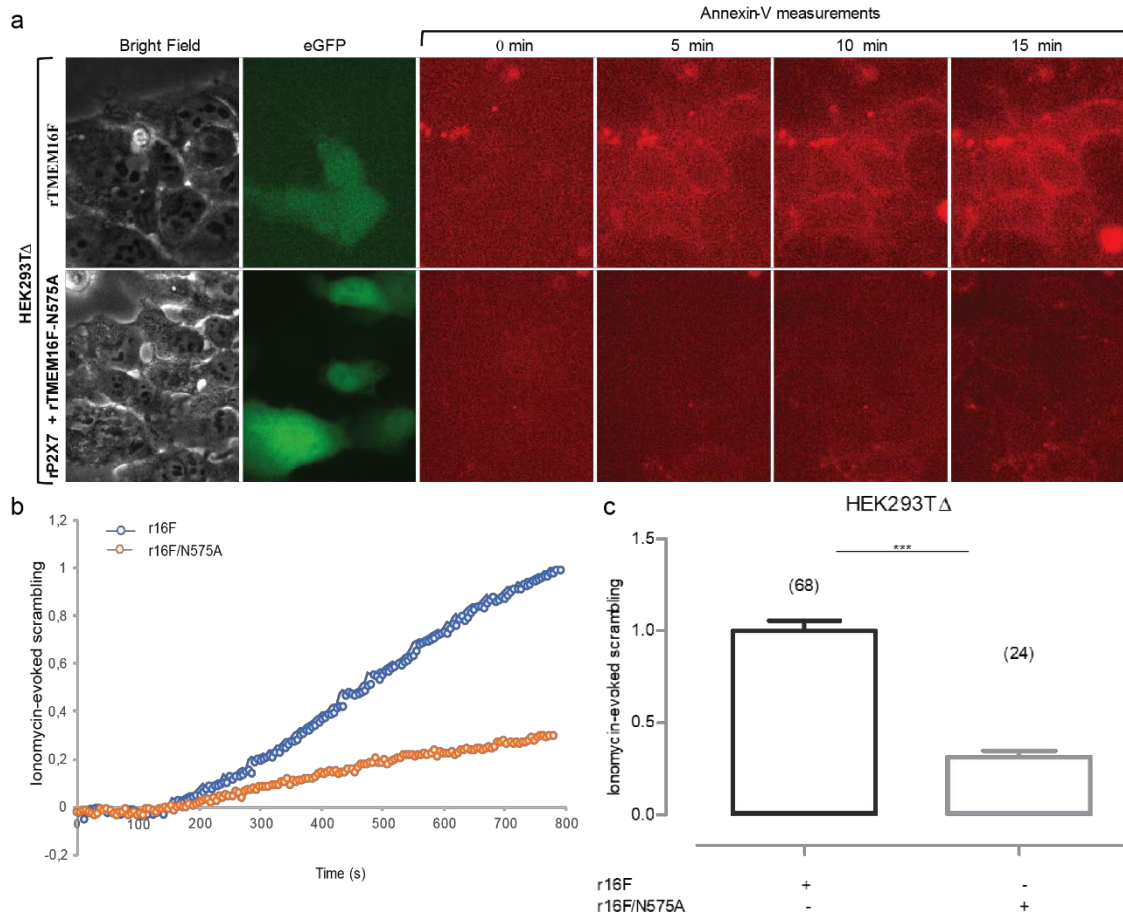 a
Annexin-V measurements
Bright Field eGFP 0 min 5 min 10 min 15 min
HEK293TΔ
rTMEM16F
rP2X7 + rTMEM16F-N575A
b
r16F
r16F/N575A
Ionomycin-evoked scrambling
1,2
1
0,8
0,6
0,4
0,2
0
-0,2
0 100 200 300 400 500 600 700 800
Time (s)
c
HEK293TΔ
Ionomycin-evoked scrambling
1.5
1.0
0.5
0.0
***
(68)
(24)
r16F + -
r16F/N575A - +